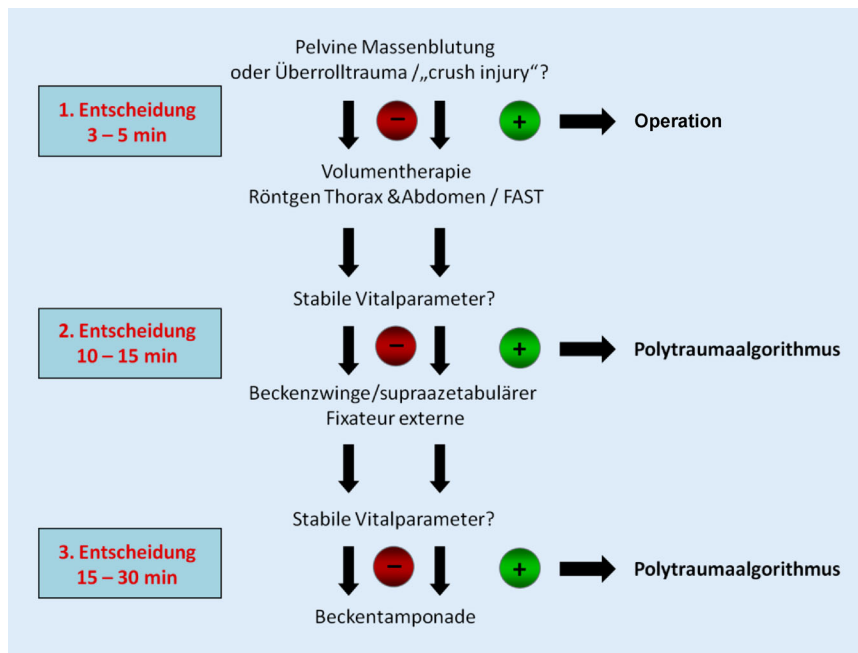 Pelvine Massenblutung
oder Überrolltrauma /„crush injury“?
1. Entscheidung
3 – 5 min
−
+
Operation
Volumentherapie
Röntgen Thorax &Abdomen / FAST
Stabile Vitalparameter?
2. Entscheidung
10 – 15 min
−
+
Polytraumaalgorithmus
Beckenzwinge/supraazetabulärer
Fixateur externe
Stabile Vitalparameter?
3. Entscheidung
15 – 30 min
−
+
Polytraumaalgorithmus
Beckentamponade